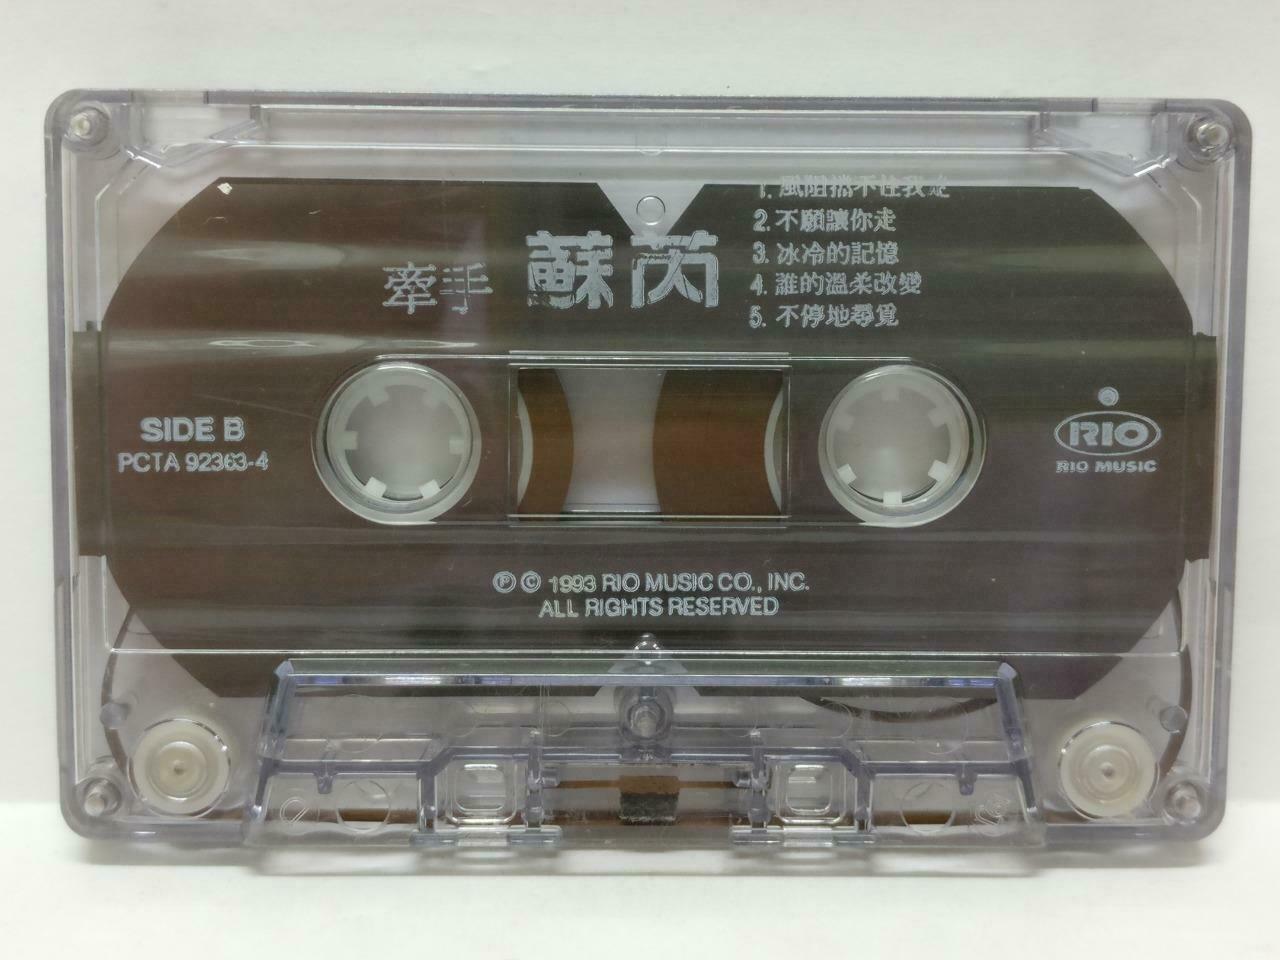 1. 風阻擋不住我走
2. 不願讓你走
3. 冰冷的記憶
4. 誰的溫柔改變
5. 不停地尋覓
牽手 蘇芮
SIDE B
PCTA 92363-4
RIO
RIO MUSIC
Ⓟ © 1993 RIO MUSIC CO., INC.
ALL RIGHTS RESERVED